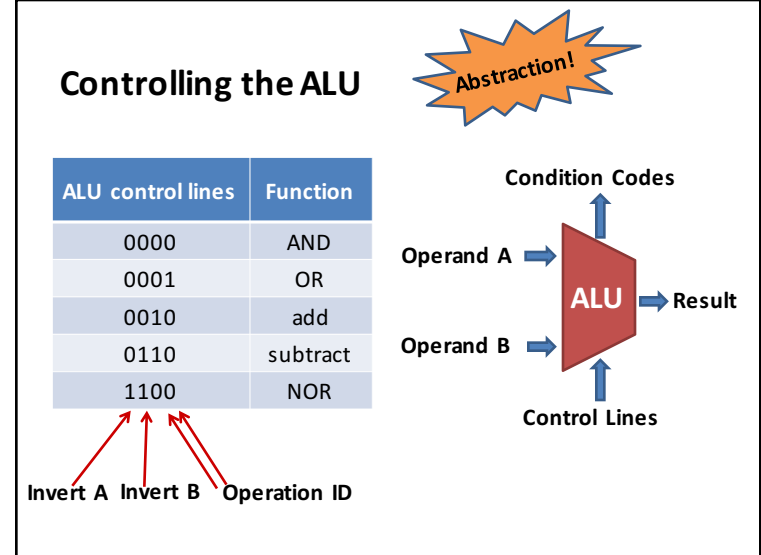 Controlling the ALU
Abstraction!
ALU control lines Function
0000 AND
0001 OR
0010 add
0110 subtract
1100 NOR
Invert A Invert B Operation ID
Condition Codes
Operand A
ALU
Result
Operand B
Control Lines